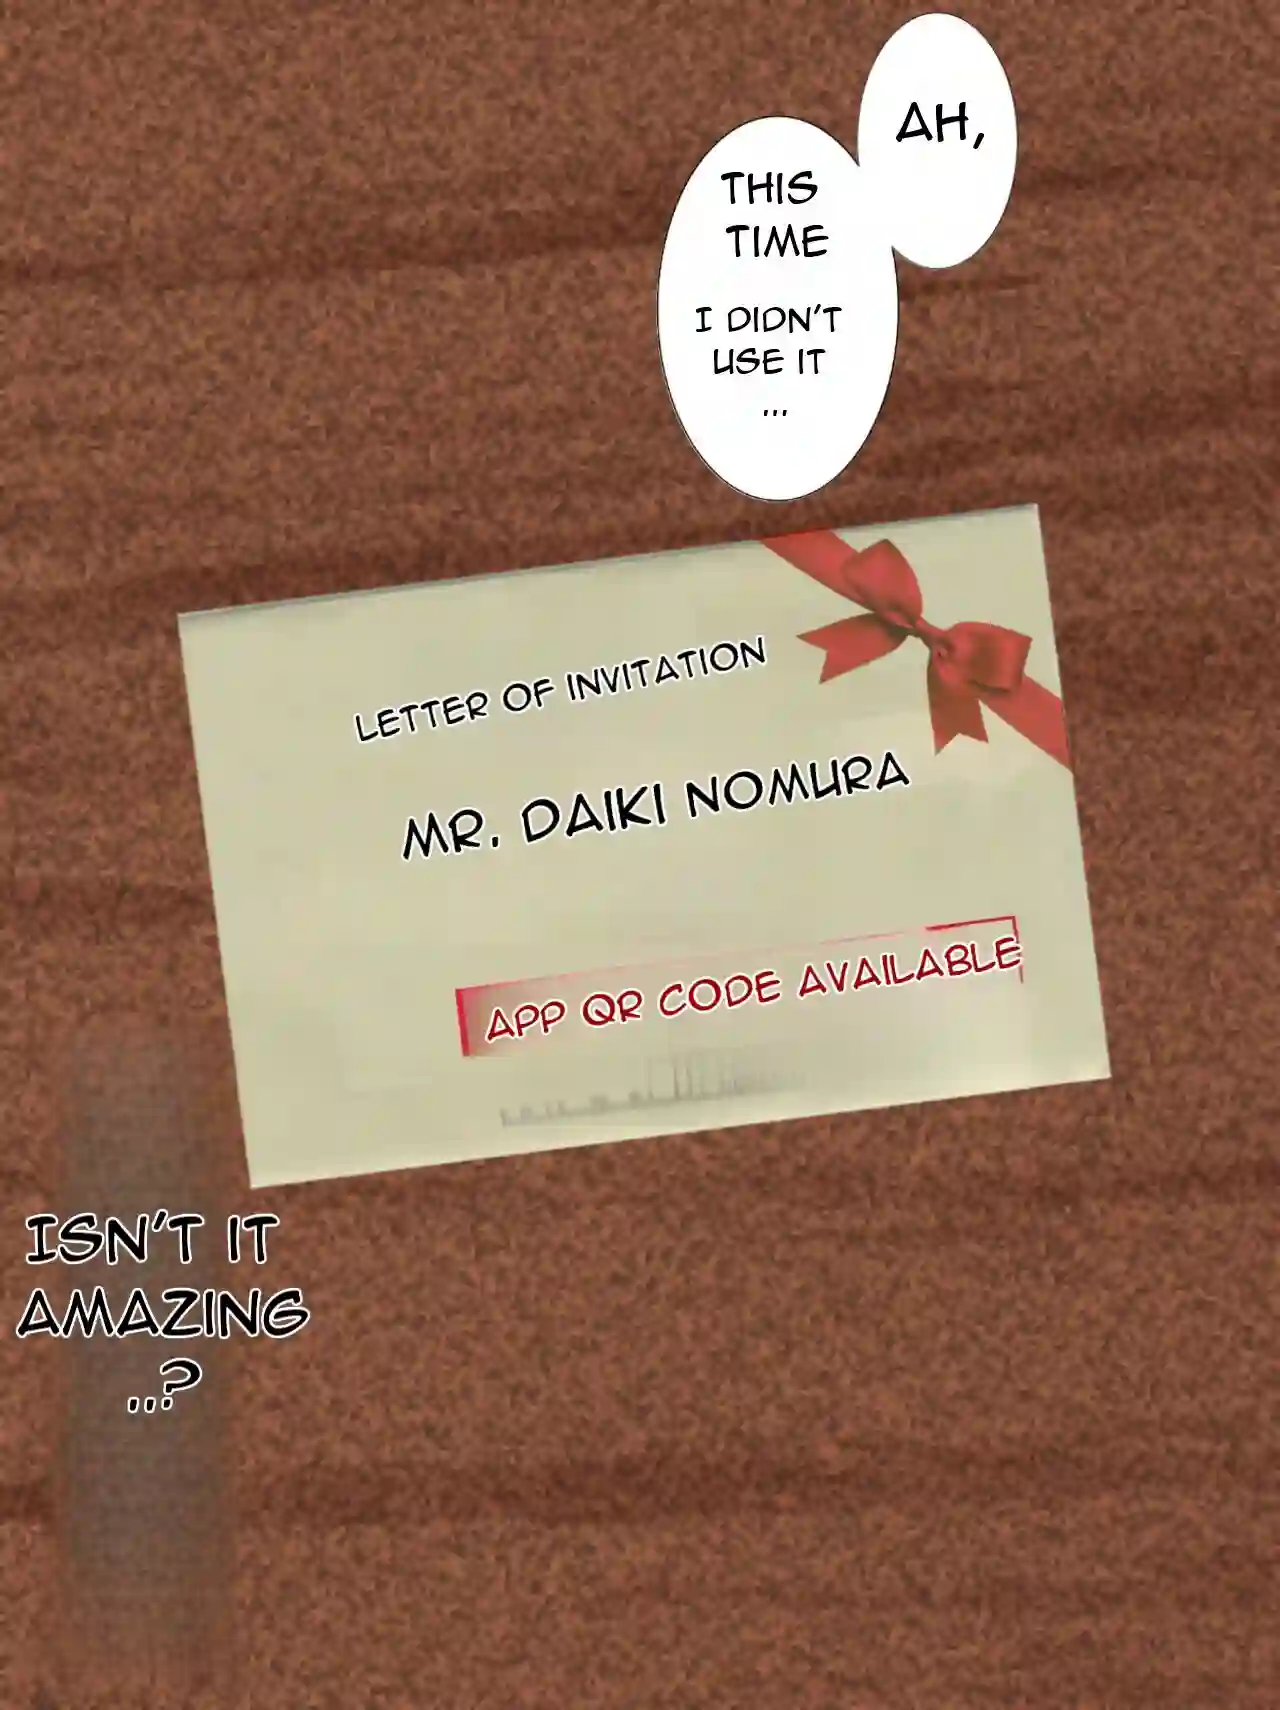 AH,
THIS
TIME
I DIDN'T
USE IT
...
LETTER OF INVITATION
MR. DAIKI NOMURA
APP QR CODE AVAILABLE
ISN'T IT
AMAZING
..?